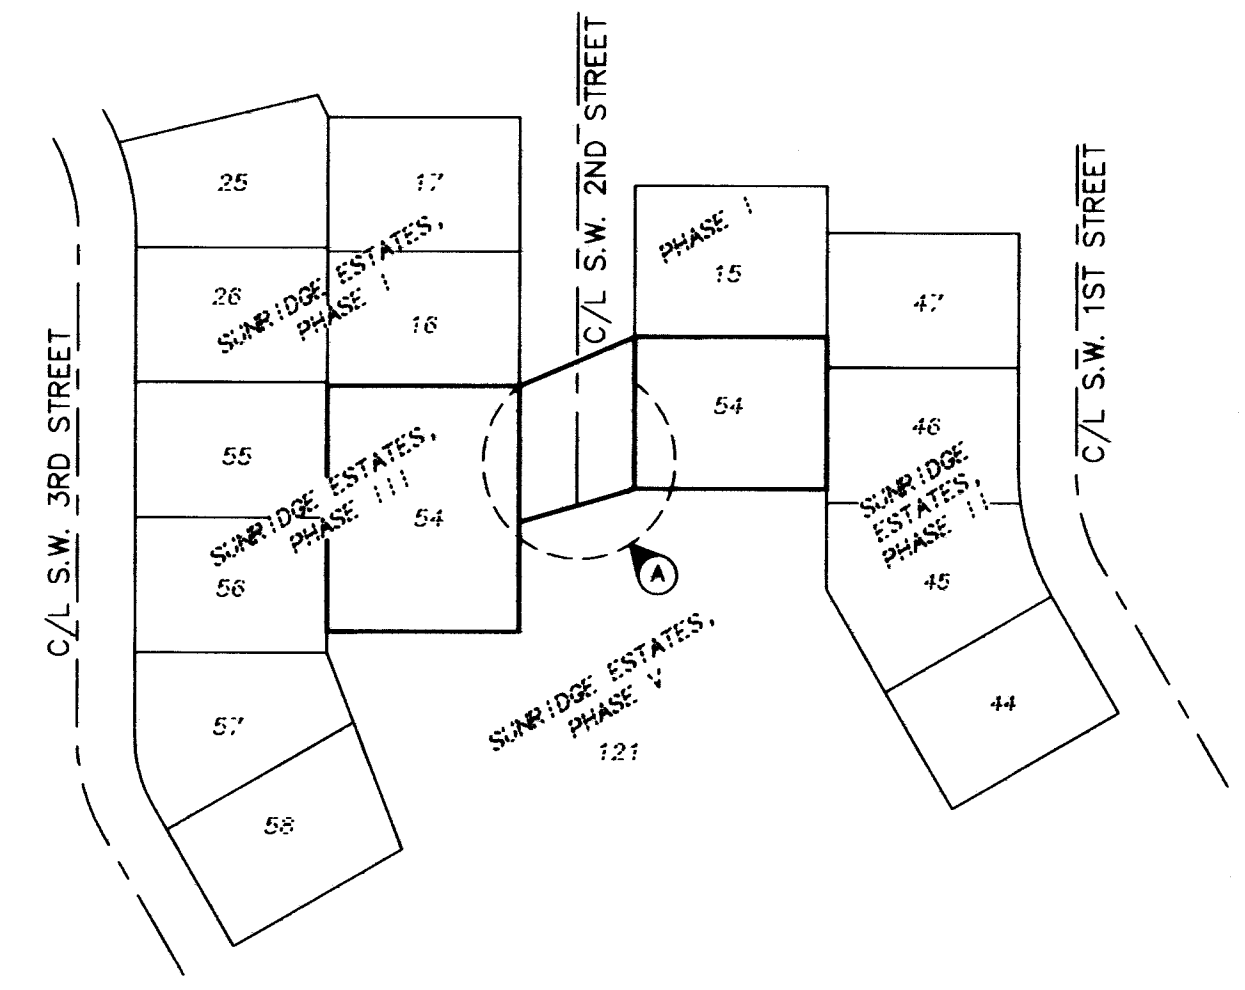 C/L S.W. 2ND STREET
C/L S.W. 1ST STREET
C/L S.W. 3RD STREET
25
17
SUNRIDGE ESTATES,
PHASE I
26
16
PHASE I
15
47
54
46
SUNRIDGE
ESTATES,
PHASE II
45
44
55
SUNRIDGE ESTATES,
PHASE III
54
56
A
57
58
SUNRIDGE ESTATES,
PHASE V
121